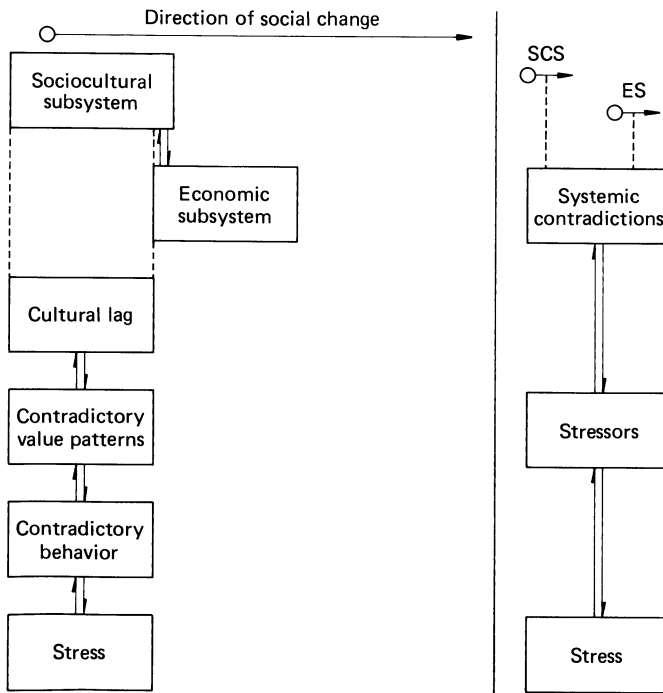 Direction of social change
Sociocultural
subsystem
Economic
subsystem
Cultural lag
Contradictory
value patterns
Contradictory
behavior
Stress
SCS
ES
Systemic
contradictions
Stressors
Stress